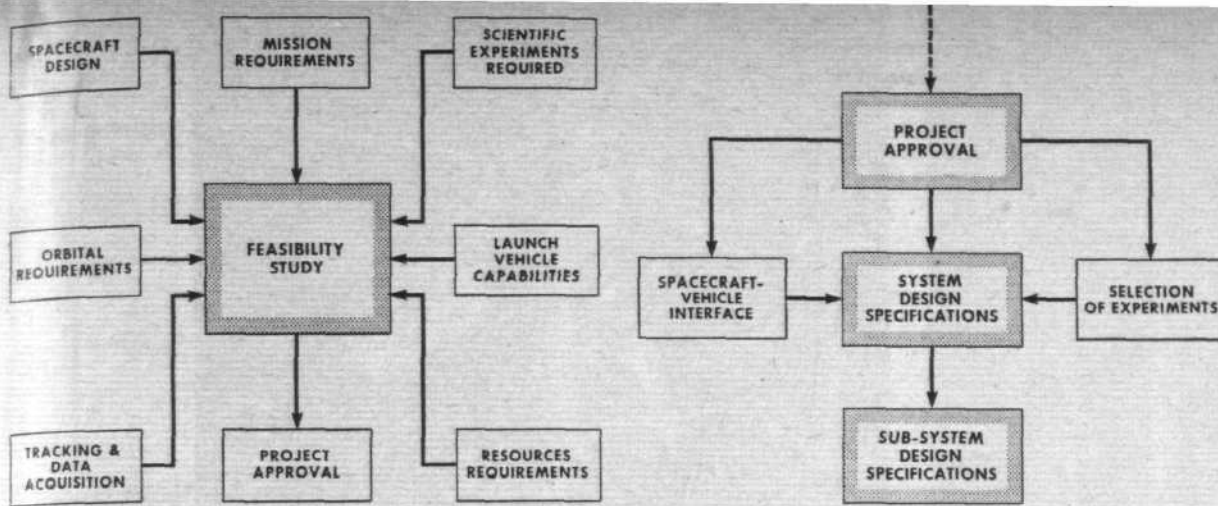 SPACECRAFT
DESIGN
MISSION
REQUIREMENTS
SCIENTIFIC
EXPERIMENTS
REQUIRED
ORBITAL
REQUIREMENTS
FEASIBILITY
STUDY
LAUNCH
VEHICLE
CAPABILITIES
TRACKING &
DATA
ACQUISITION
PROJECT
APPROVAL
RESOURCES
REQUIREMENTS
PROJECT
APPROVAL
SPACECRAFT-
VEHICLE
INTERFACE
SYSTEM
DESIGN
SPECIFICATIONS
SELECTION
OF EXPERIMENTS
SUB-SYSTEM
DESIGN
SPECIFICATIONS